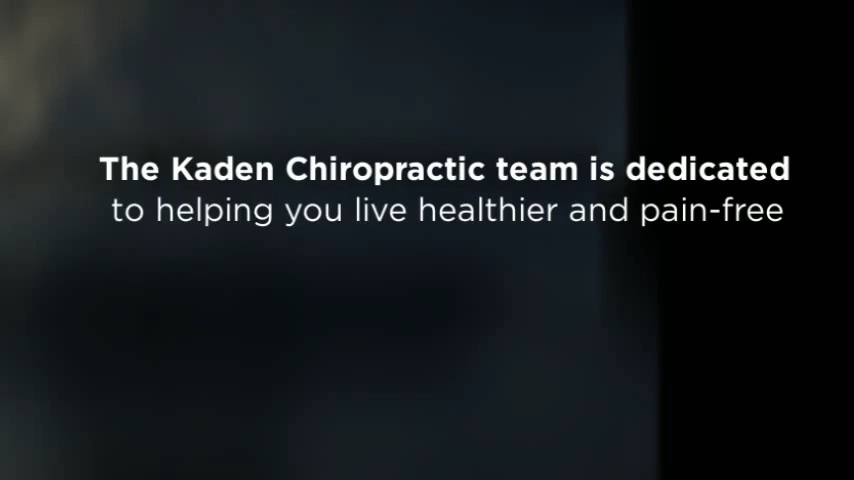 The Kaden Chiropractic team is dedicated
to helping you live healthier and pain-free